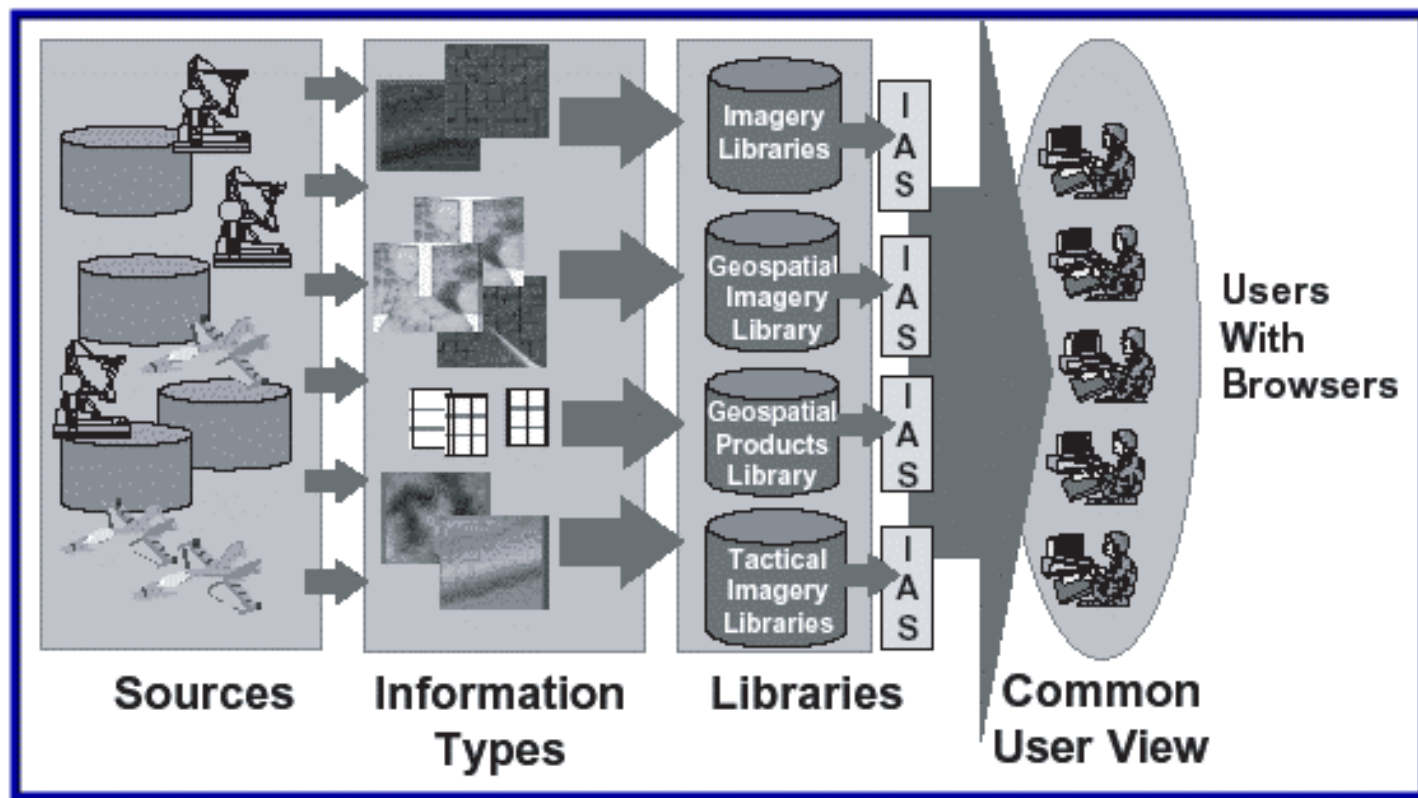 Imagery
Libraries
I
A
S
Geospatial
Imagery
Library
I
A
S
Geospatial
Products
Library
I
A
S
Tactical
Imagery
Libraries
I
A
S
Users
With
Browsers
Sources
Information
Types
Libraries
Common
User View